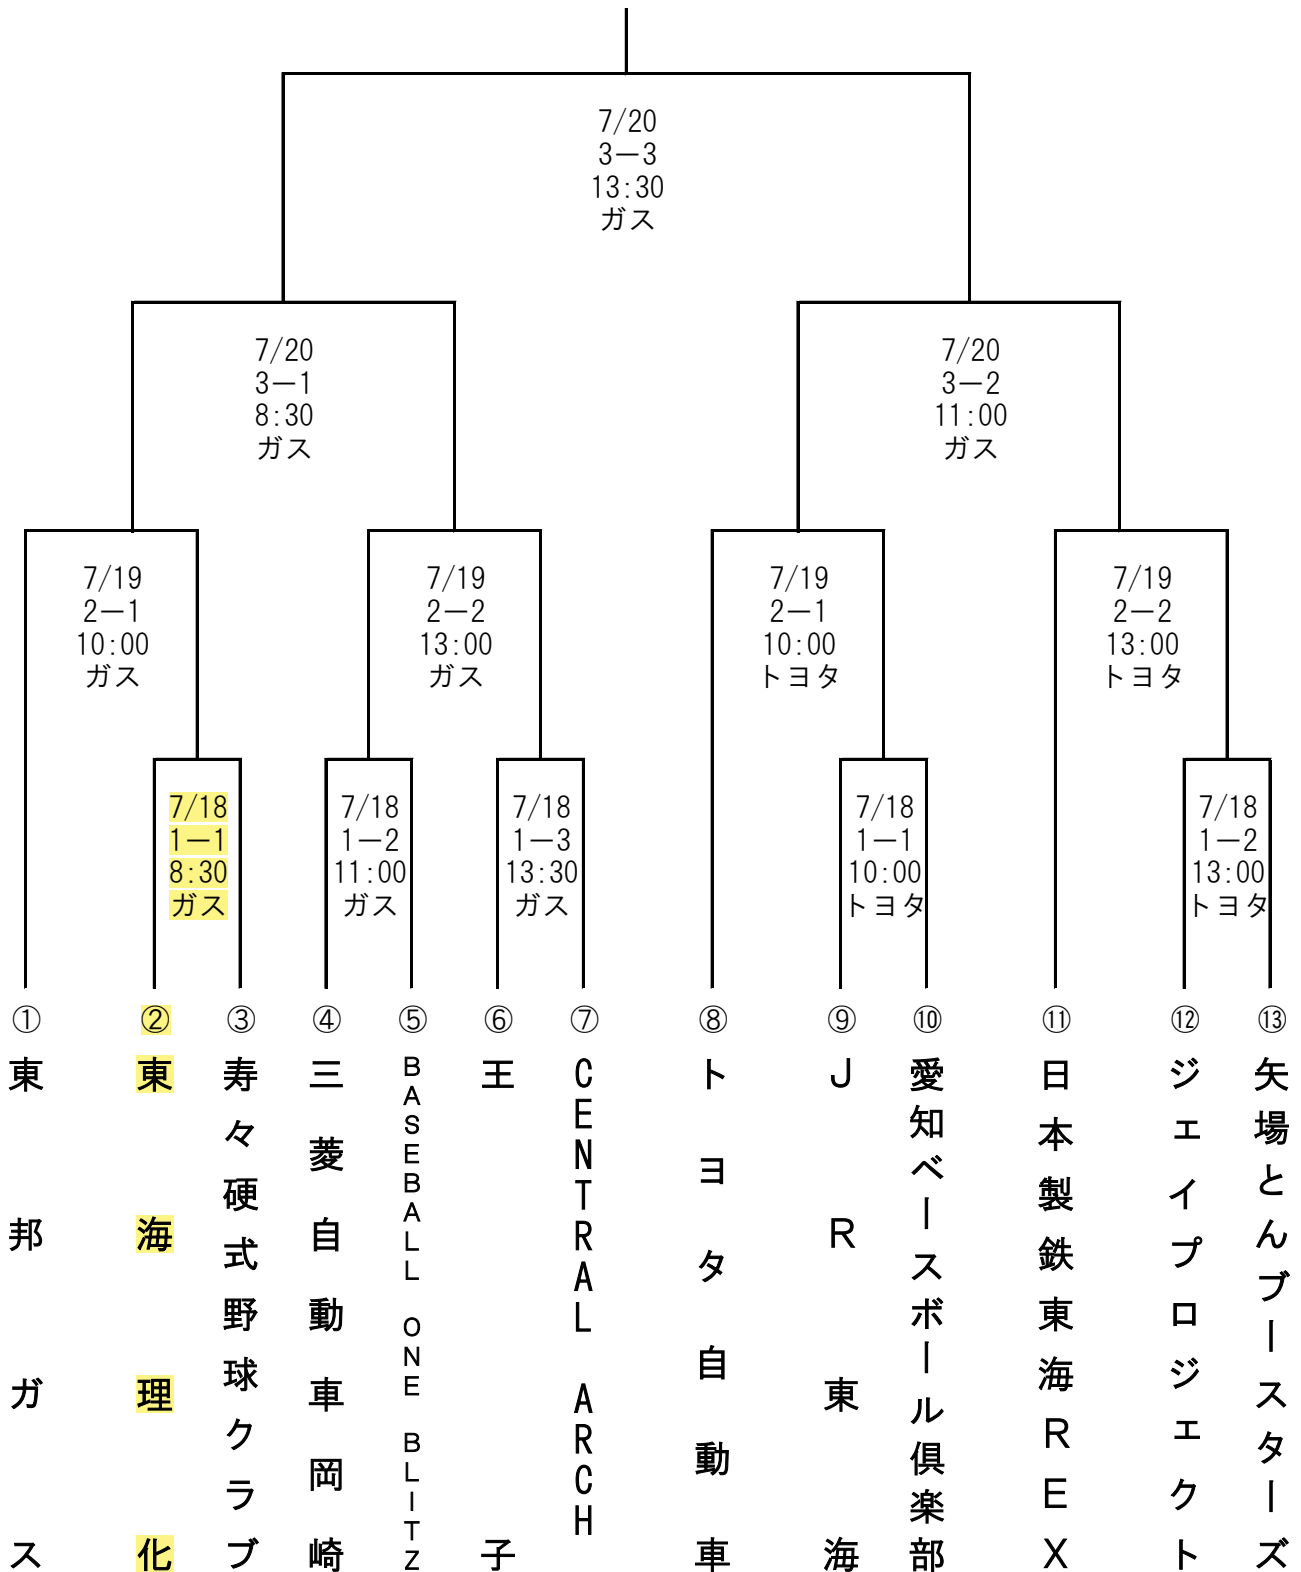 7/20
3－3
13:30
ガス
7/20
3－1
8:30
ガス
7/20
3－2
11:00
ガス
7/19
2－1
10:00
ガス
7/19
2－2
13:00
ガス
7/19
2－1
10:00
トヨタ
7/19
2－2
13:00
トヨタ
7/18
1－1
8:30
ガス
7/18
1－2
11:00
ガス
7/18
1－3
13:30
ガス
7/18
1－1
10:00
トヨタ
7/18
1－2
13:00
トヨタ
①
東邦ガス
②
東海理化
③
寿々硬式野球クラブ
④
三菱自動車岡崎
⑤
BASEBALL ONE BLITZ
⑥
王子
⑦
CENTRAL ARCH
⑧
トヨタ自動車
⑨
JR東海
⑩
愛知ベースボール倶楽部
⑪
日本製鉄東海REX
⑫
ジェイプロジェクト
⑬
矢場とんブースターズ